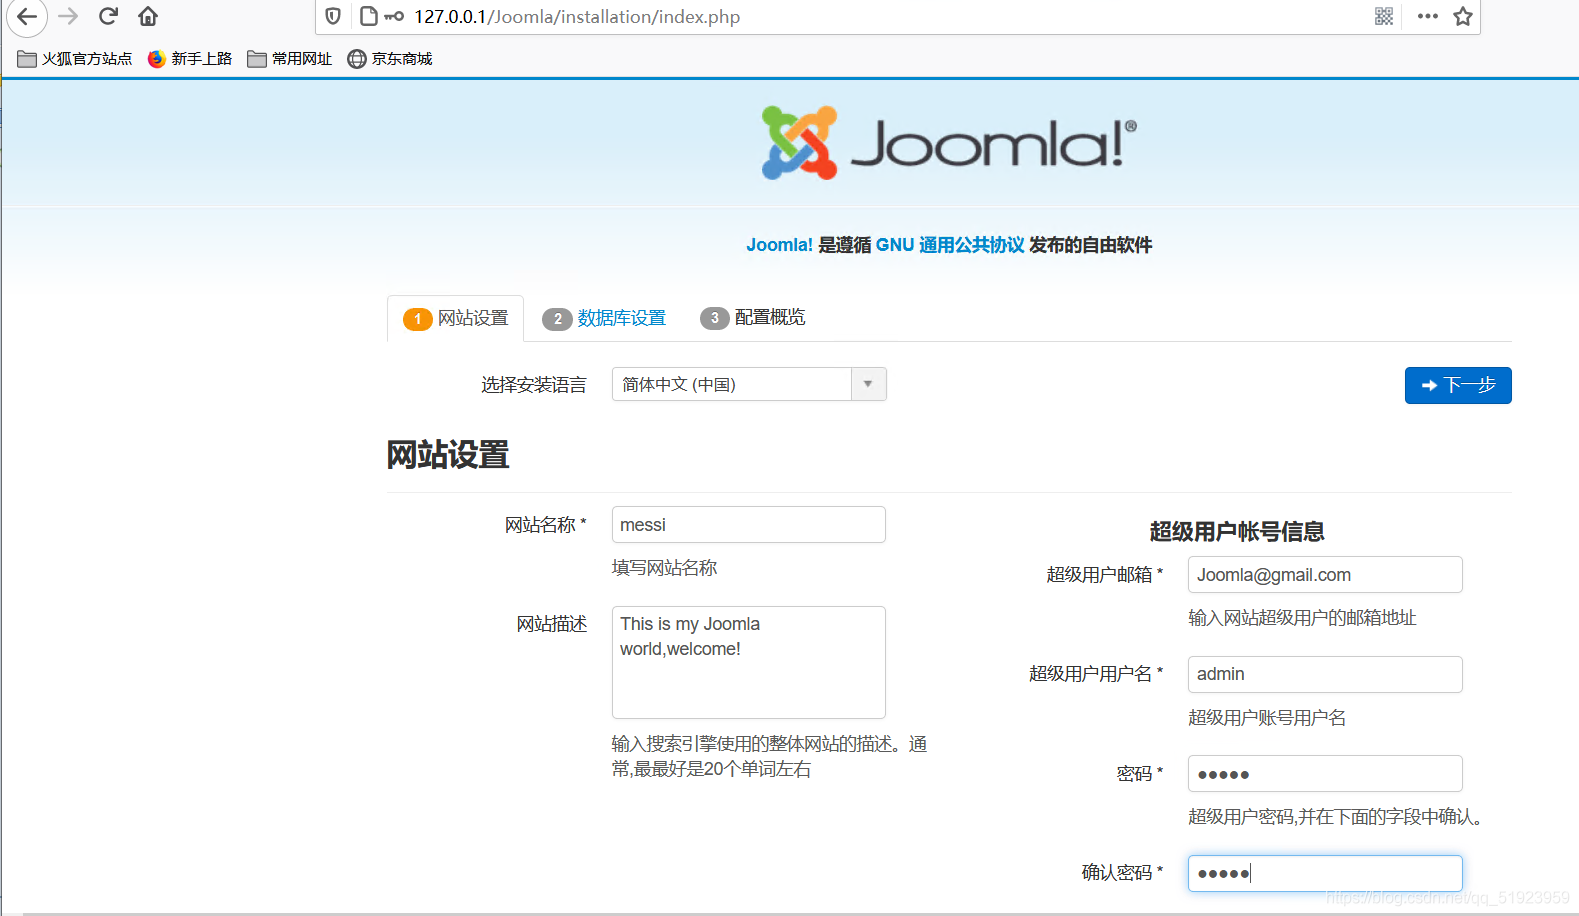 127.0.0.1/Joomla/installation/index.php
火狐官方站点 新手上路 常用网址 京东商城
Joomla!®
Joomla! 是遵循 GNU 通用公共协议 发布的自由软件
1 网站设置 2 数据库设置 3 配置概览
选择安装语言 简体中文 (中国) 下一步
网站设置
网站名称 * messi
填写网站名称
网站描述 This is my Joomla
world,welcome!
输入搜索引擎使用的整体网站的描述。通
常,最最好是20个单词左右
超级用户帐号信息
超级用户邮箱 * Joomla@gmail.com
输入网站超级用户的邮箱地址
超级用户用户名 * admin
超级用户账号用户名
密码 * ●●●●●
超级用户密码,并在下面的字段中确认。
确认密码 * ●●●●●
https://blog.csdn.net/qq_51923959